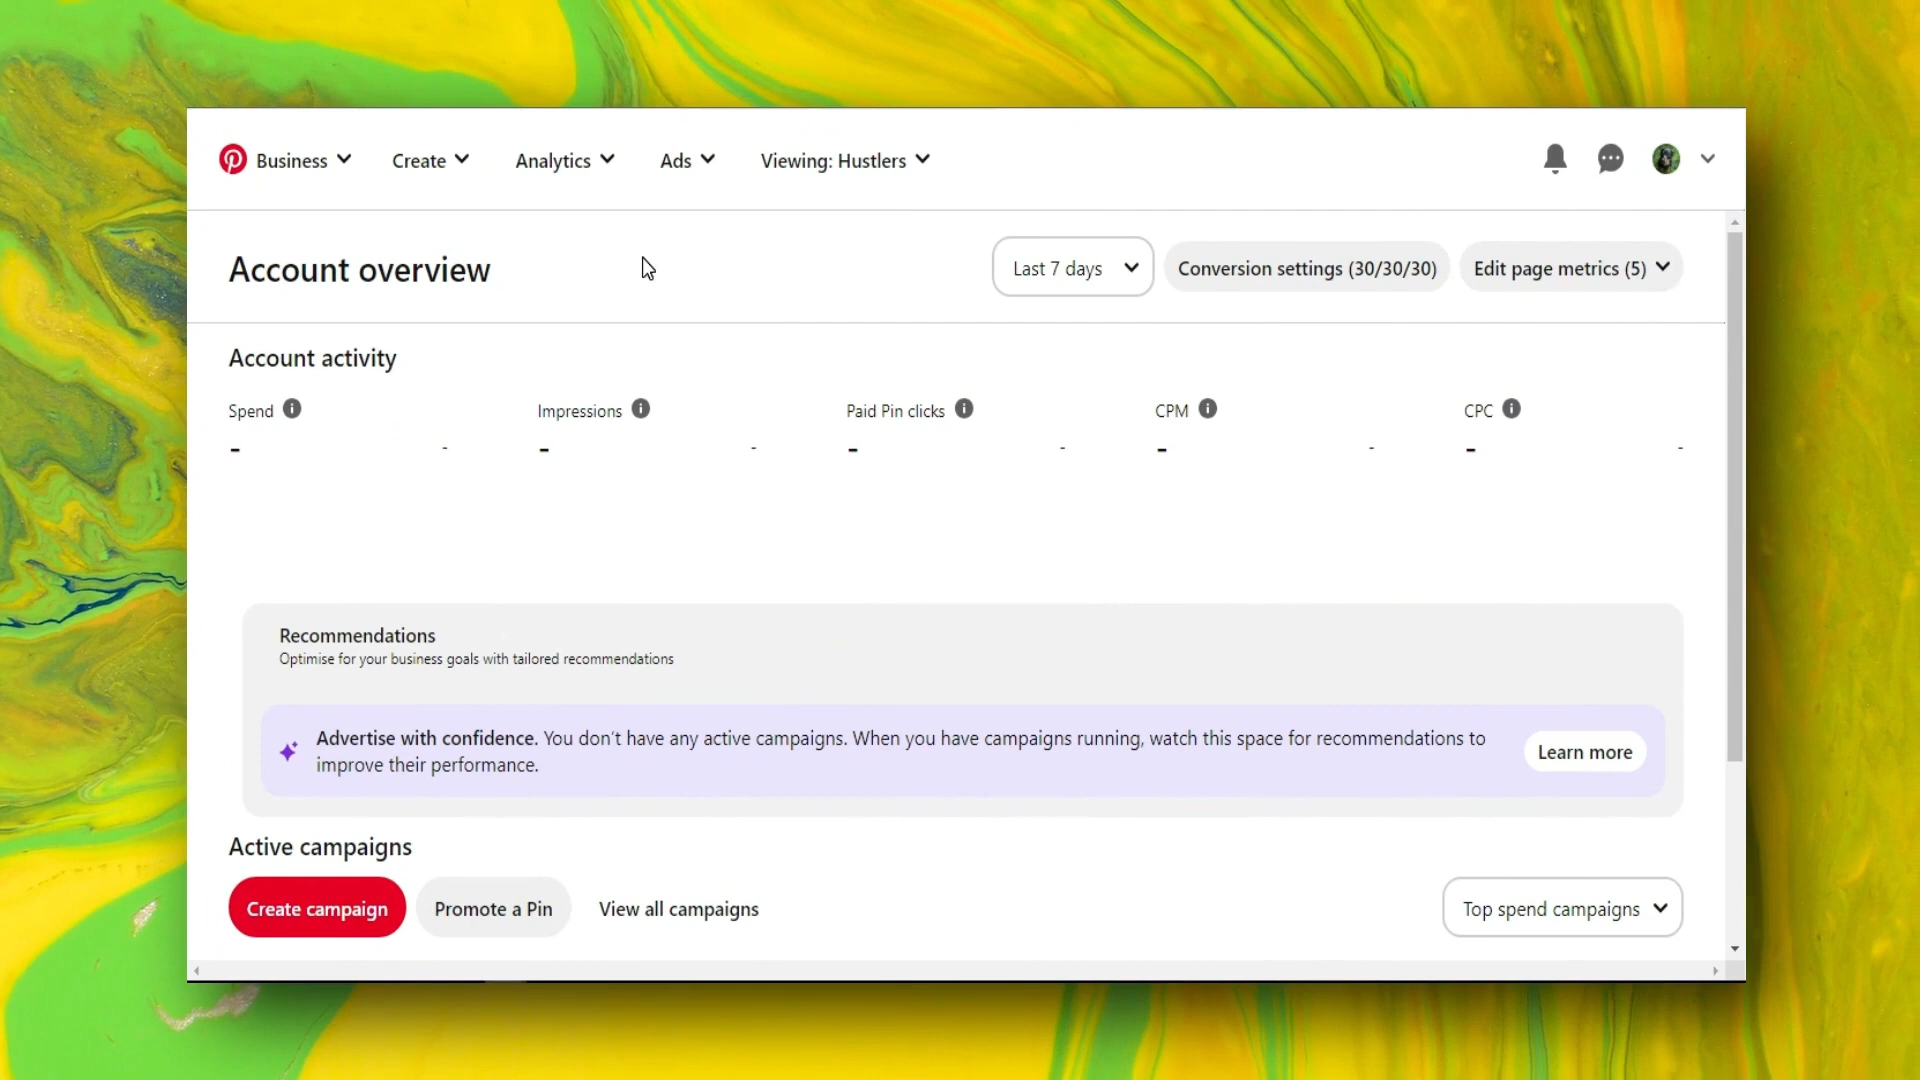 Business Create Analytics Ads Viewing: Hustlers
Account overview
Last 7 days Conversion settings (30/30/30) Edit page metrics (5)
Account activity
Spend Impressions Paid Pin clicks CPM CPC
- - - - - - - - - -
Recommendations
Optimise for your business goals with tailored recommendations
Advertise with confidence. You don't have any active campaigns. When you have campaigns running, watch this space for recommendations to
improve their performance.
Learn more
Active campaigns
Create campaign Promote a Pin View all campaigns Top spend campaigns